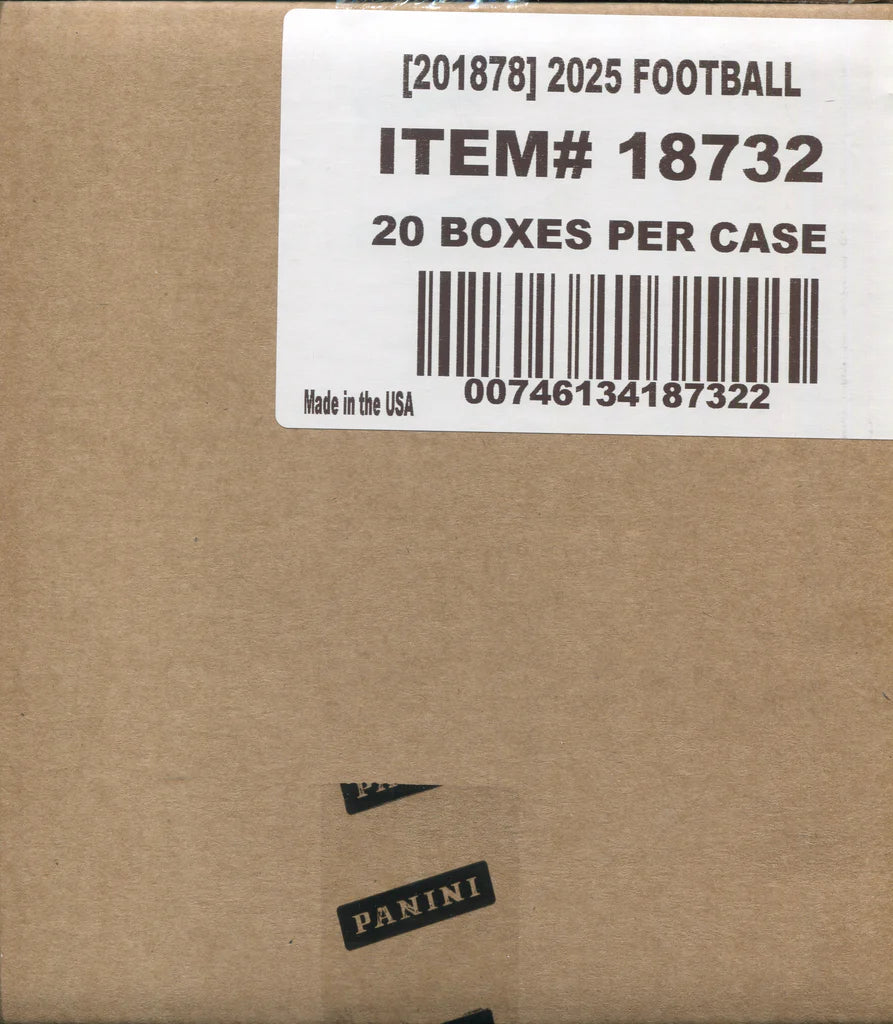 [201878] 2025 FOOTBALL
ITEM# 18732
20 BOXES PER CASE
00746134187322
Made in the USA
PANINI